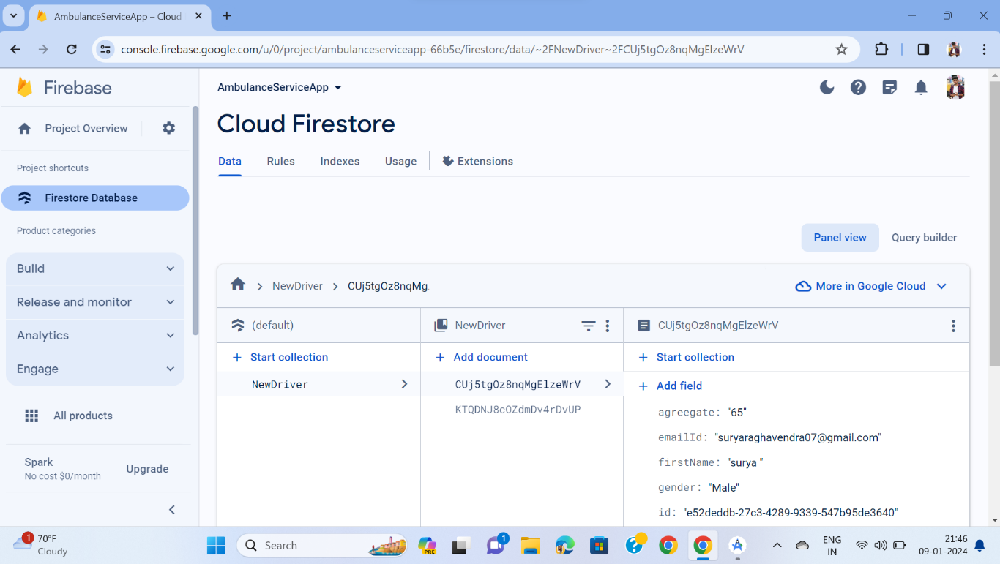 AmbulanceServiceApp – Cloud
console.firebase.google.com/u/0/project/ambulanceserviceapp-66b5e/firestore/data/~2FNewDriver~2FCUj5tgOz8nqMgElzeWrV
Firebase
AmbulanceServiceApp
Cloud Firestore
Project Overview
Data Rules Indexes Usage Extensions
Project shortcuts
Firestore Database
Product categories
Panel view Query builder
Build
Release and monitor
Analytics
Engage
All products
Spark
No cost $0/month
Upgrade
NewDriver CUj5tgOz8nqMg
More in Google Cloud
(default)
Start collection
NewDriver
NewDriver
Add document
CUj5tgOz8nqMgElzeWrV
KTQDNJ8cOZdmDv4rDvUP
CUj5tgOz8nqMgElzeWrV
Start collection
Add field
agreegate: "65"
emailId: "suryaraghavendra07@gmail.com"
firstName: "surya "
gender: "Male"
id: "e52deddb-27c3-4289-9339-547b95de3640"
1
70°F
Cloudy
Search
PRE
1
ENG
IN
21:46
09-01-2024